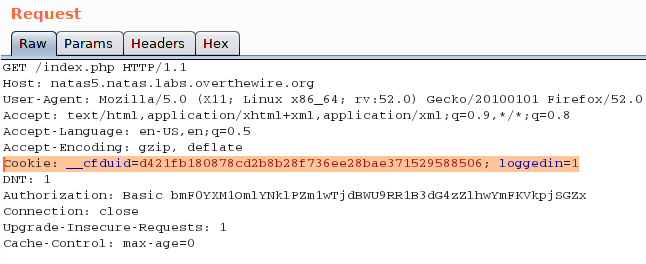 Request
Raw Params Headers Hex
GET /index.php HTTP/1.1
Host: natas5.natas.labs.overthewire.org
User-Agent: Mozilla/5.0 (X11; Linux x86_64; rv:52.0) Gecko/20100101 Firefox/52.0
Accept: text/html,application/xhtml+xml,application/xml;q=0.9,*/*;q=0.8
Accept-Language: en-US,en;q=0.5
Accept-Encoding: gzip, deflate
Cookie: __cfduid=d421fb180878cd2b8b28f736ee28bae371529588506; loggedin=1
DNT: 1
Authorization: Basic bmF0YXM1OmlYNklPZm1wTjdBWU9RR1B3dG4zZlhwYmFKVkpjSGZx
Connection: close
Upgrade-Insecure-Requests: 1
Cache-Control: max-age=0